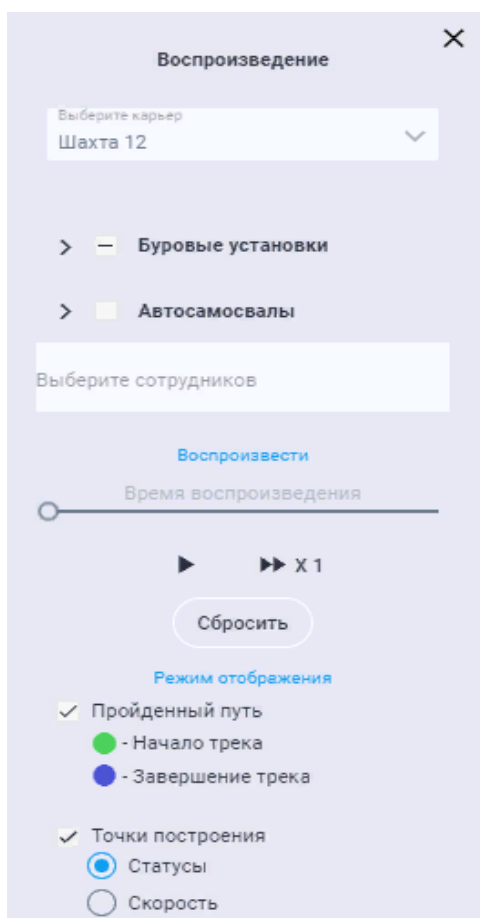 Воспроизведение
Выберите карьер
Шахта 12
Буровые установки
Автосамосвалы
Выберите сотрудников
Воспроизвести
Время воспроизведения
X 1
Сбросить
Режим отображения
Пройденный путь
- Начало трека
- Завершение трека
Точки построения
Статусы
Скорость